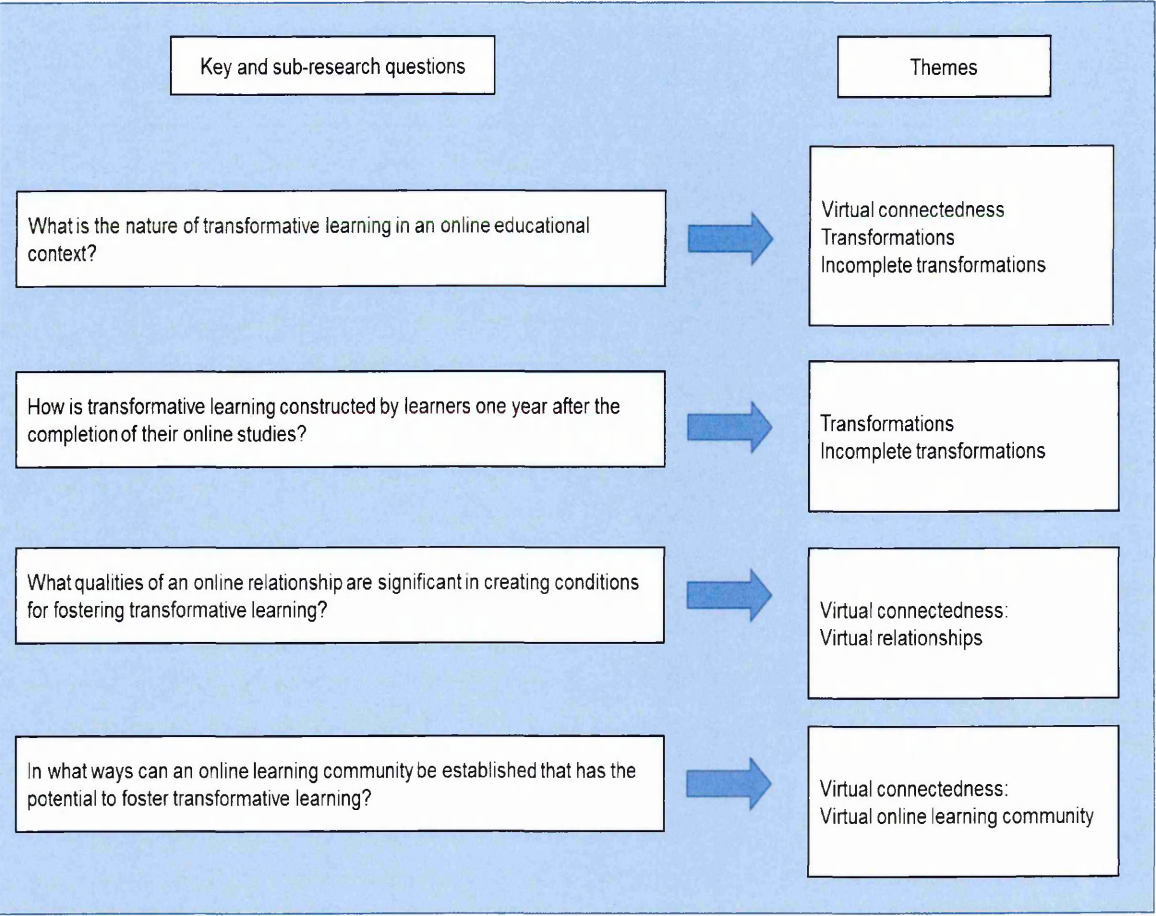 Key and sub-research questions
Themes
What is the nature of transformative learning in an online educational
context?
Virtual connectedness
Transformations
Incomplete transformations
How is transformative learning constructed by learners one year after the
completion of their online studies?
Transformations
Incomplete transformations
What qualities of an online relationship are significant in creating conditions
for fostering transformative learning?
Virtual connectedness:
Virtual relationships
In what ways can an online learning community be established that has the
potential to foster transformative learning?
Virtual connectedness:
Virtual online learning community